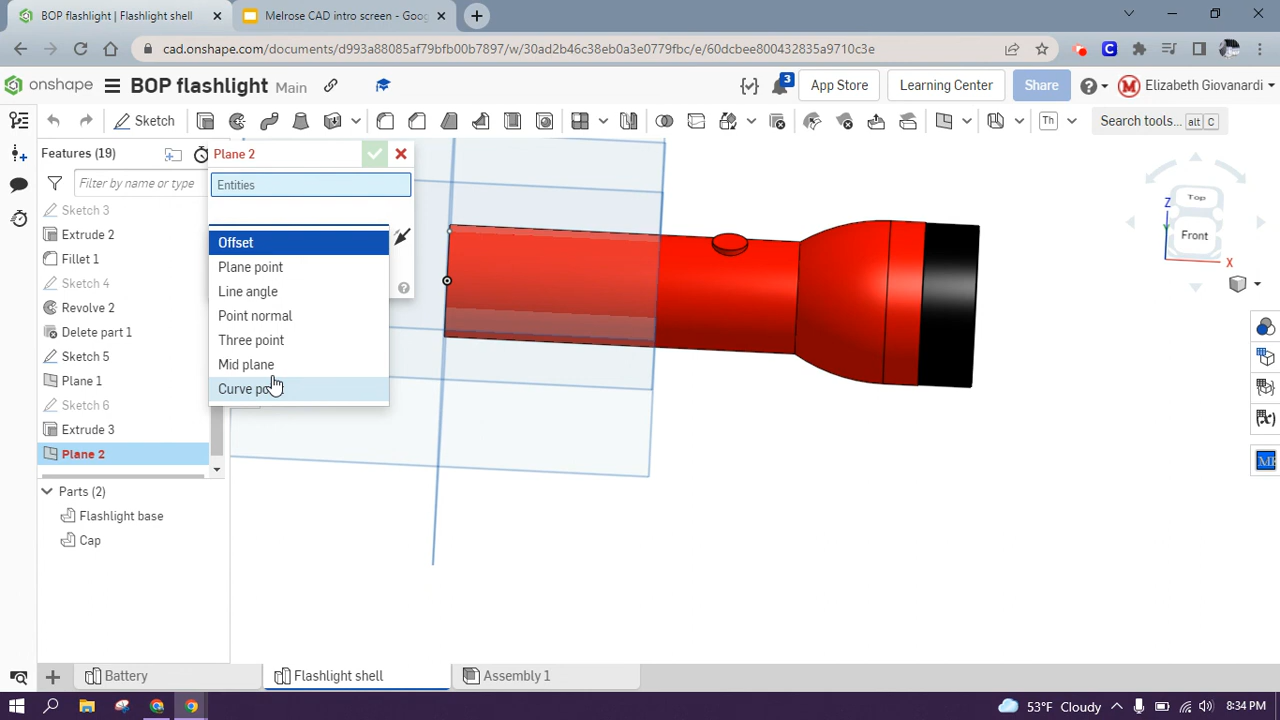 BOP flashlight | Flashlight shell
Melrose CAD intro screen - Goog
cad.onshape.com/documents/d993a88085af79bfb00b7897/w/30ad2b46c38eb0a3e0779fbc/e/60dcbee800432835a9710c3e
onshape
BOP flashlight Main
3
App Store
Learning Center
Share
Elizabeth Giovanardi
Sketch
Th
Search tools... alt C
Features (19)
Filter by name or type
Sketch 3
Extrude 2
Fillet 1
Sketch 4
Revolve 2
Delete part 1
Sketch 5
Plane 1
Sketch 6
Extrude 3
Plane 2
Parts (2)
Flashlight base
Cap
Plane 2
Entities
Offset
Plane point
Line angle
Point normal
Three point
Mid plane
Curve po
Top
Front
Z
X
Battery
Flashlight shell
Assembly 1
53°F Cloudy
8:34 PM